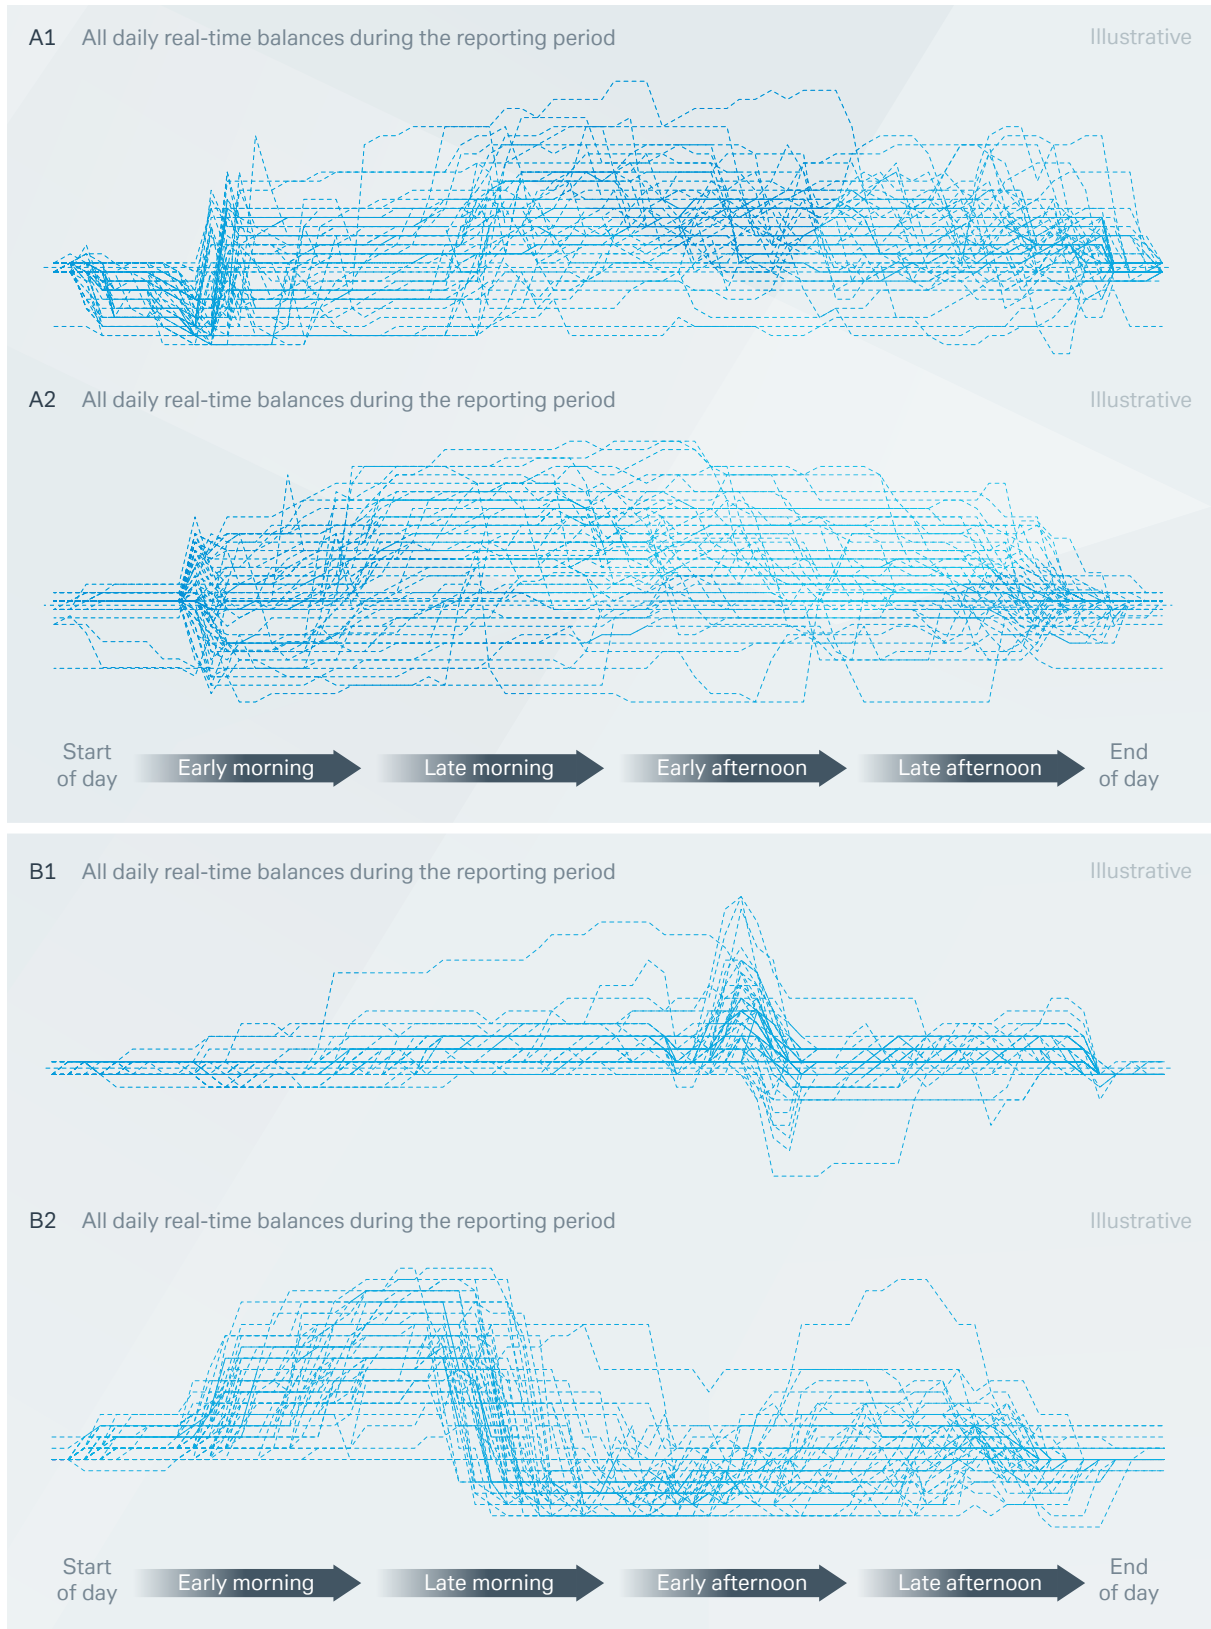 A1 All daily real-time balances during the reporting period Illustrative
A2 All daily real-time balances during the reporting period Illustrative
Start
of day
Early morning
Late morning
Early afternoon
Late afternoon
End
of day
B1 All daily real-time balances during the reporting period Illustrative
B2 All daily real-time balances during the reporting period Illustrative
Start
of day
Early morning
Late morning
Early afternoon
Late afternoon
End
of day